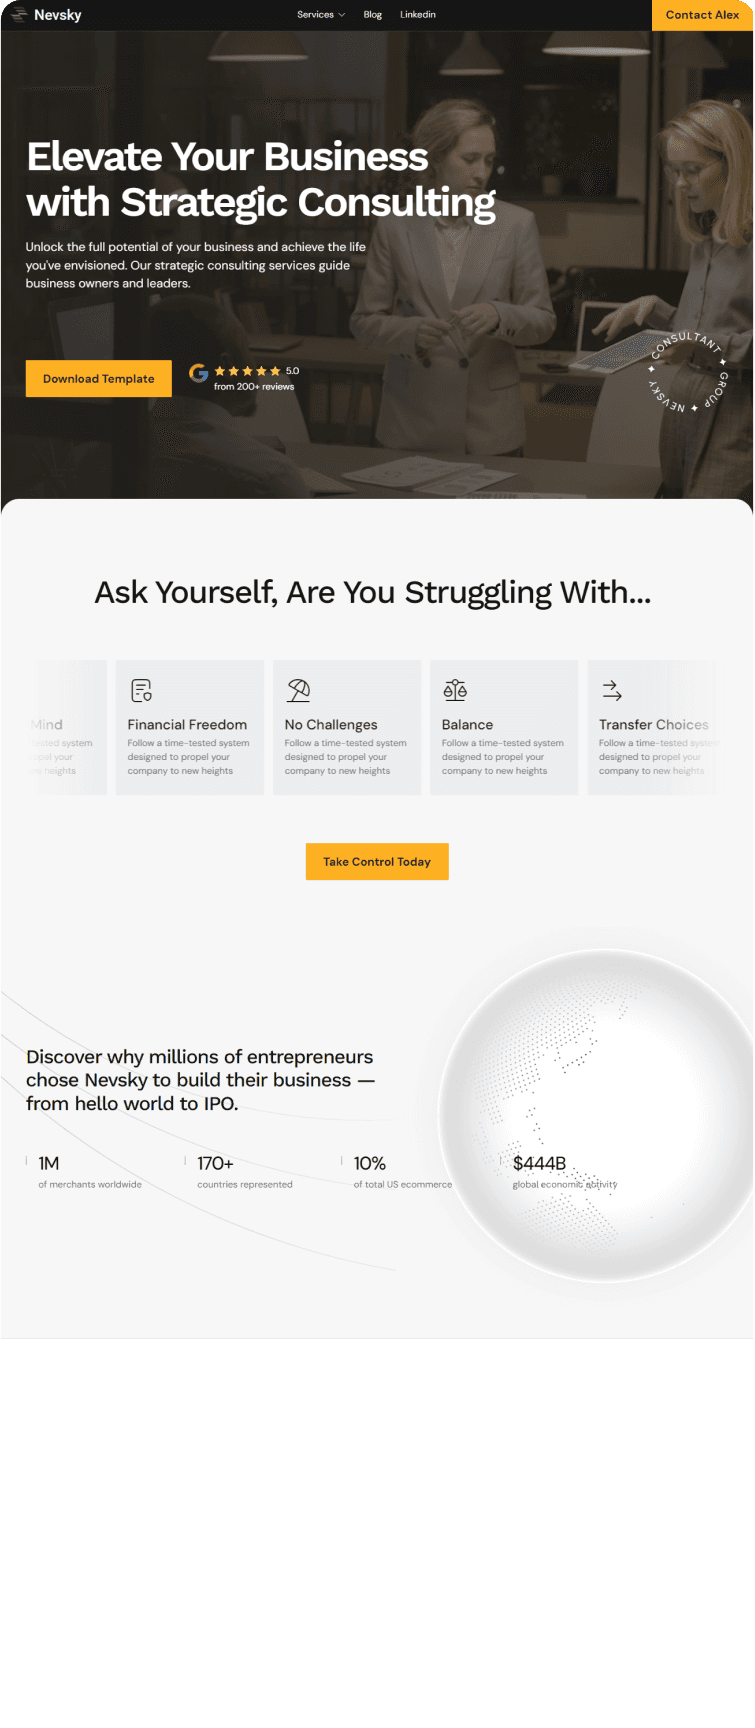 Nevsky
Services
Blog
Linkedin
Contact Alex
Elevate Your Business
with Strategic Consulting
Unlock the full potential of your business and achieve the life
you've envisioned. Our strategic consulting services guide
business owners and leaders.
Download Template
5.0
from 200+ reviews
CONSULTANT ✦ GROUP ✦ NEVSKY ✦
Ask Yourself, Are You Struggling With...
Mind
tested system
propel your
new heights
Financial Freedom
Follow a time-tested system
designed to propel your
company to new heights
No Challenges
Follow a time-tested system
designed to propel your
company to new heights
Balance
Follow a time-tested system
designed to propel your
company to new heights
Transfer Choices
Follow a time-tested system
designed to propel your
company to new heights
Take Control Today
Discover why millions of entrepreneurs
chose Nevsky to build their business —
from hello world to IPO.
1M
of merchants worldwide
170+
countries represented
10%
of total US ecommerce
$444B
global economic activity